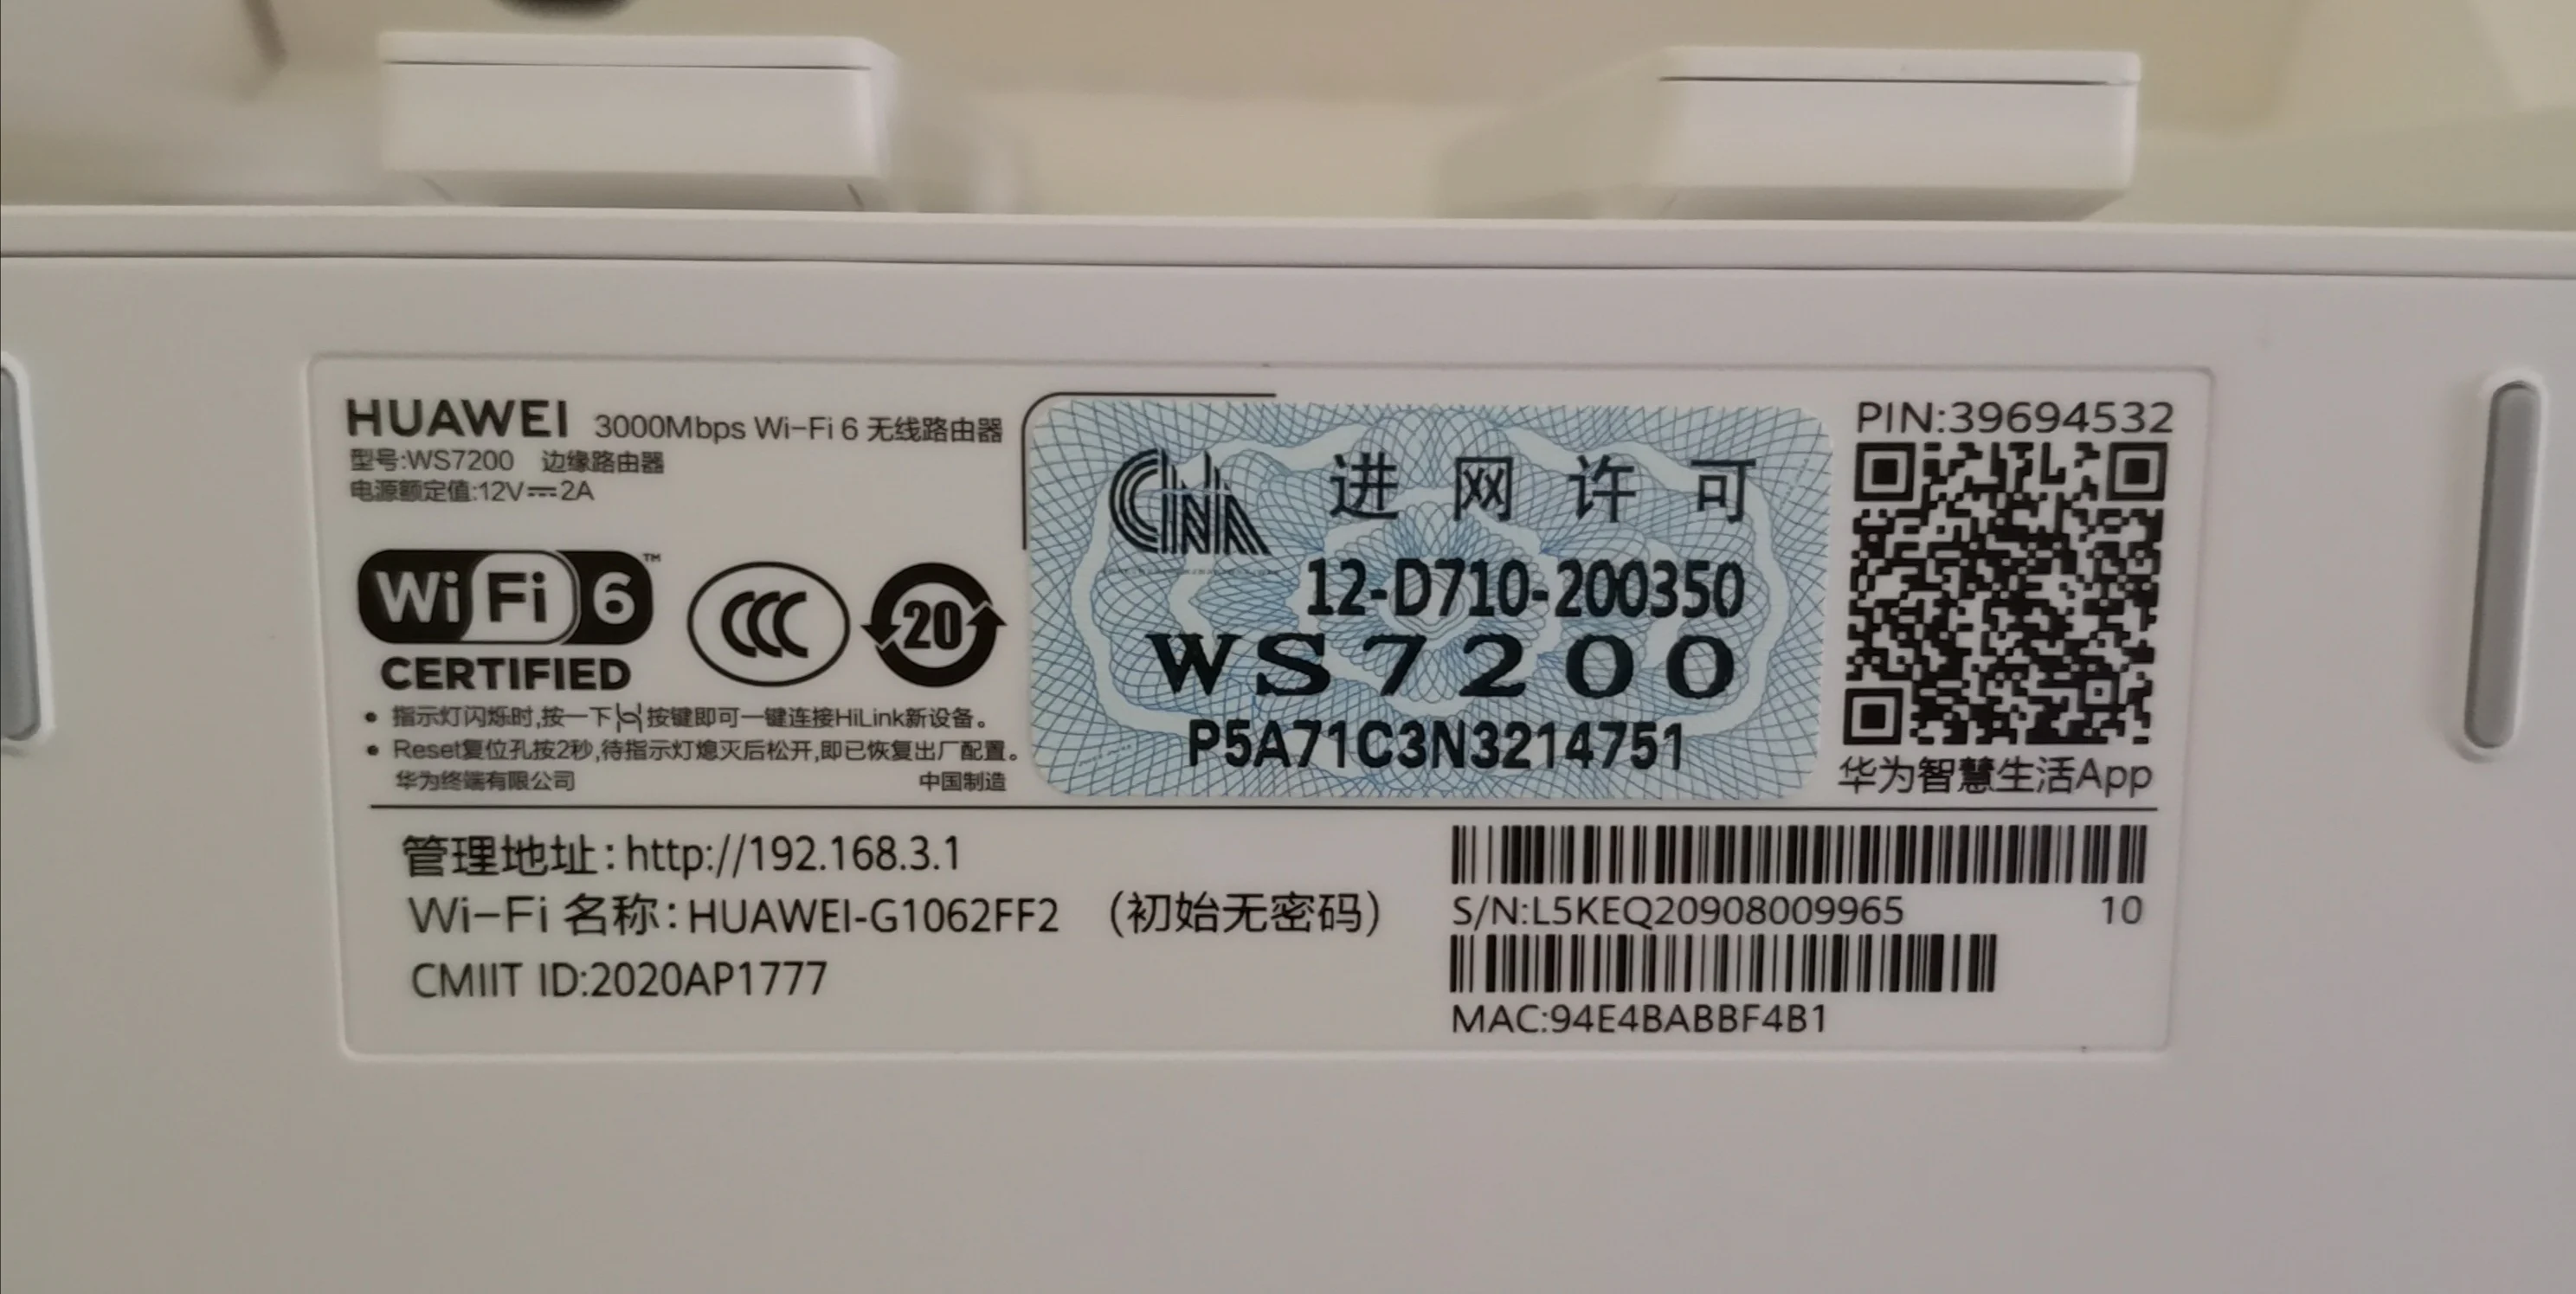 HUAWEI 3000Mbps Wi-Fi 6 无线路由器
型号:WS7200 边缘路由器
电源额定值:12V⎓2A
WiFi 6™
CERTIFIED
CCC
20
• 指示灯闪烁时,按一下按键即可一键连接HiLink新设备。
• Reset复位孔按2秒,待指示灯熄灭后松开,即已恢复出厂配置。
华为终端有限公司 中国制造
CNA 进网许可
12-D710-200350
WS7200
P5A71C3N3214751
PIN:39694532
华为智慧生活App
管理地址:http://192.168.3.1
Wi-Fi 名称:HUAWEI-G1062FF2 (初始无密码)
CMIIT ID:2020AP1777
S/N:L5KEQ20908009965 10
MAC:94E4BABBF4B1